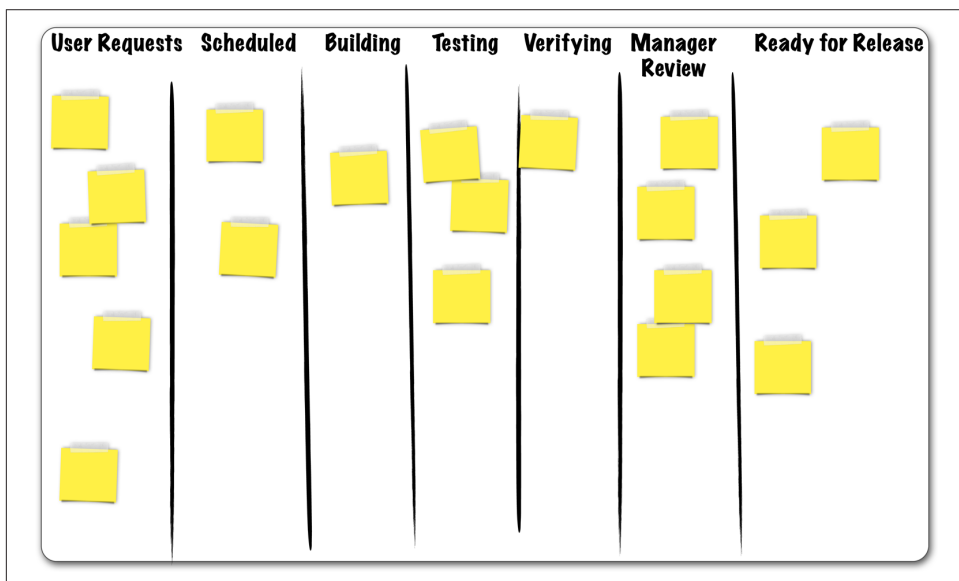 User Requests
Scheduled
Building
Testing
Verifying
Manager
Review
Ready for Release